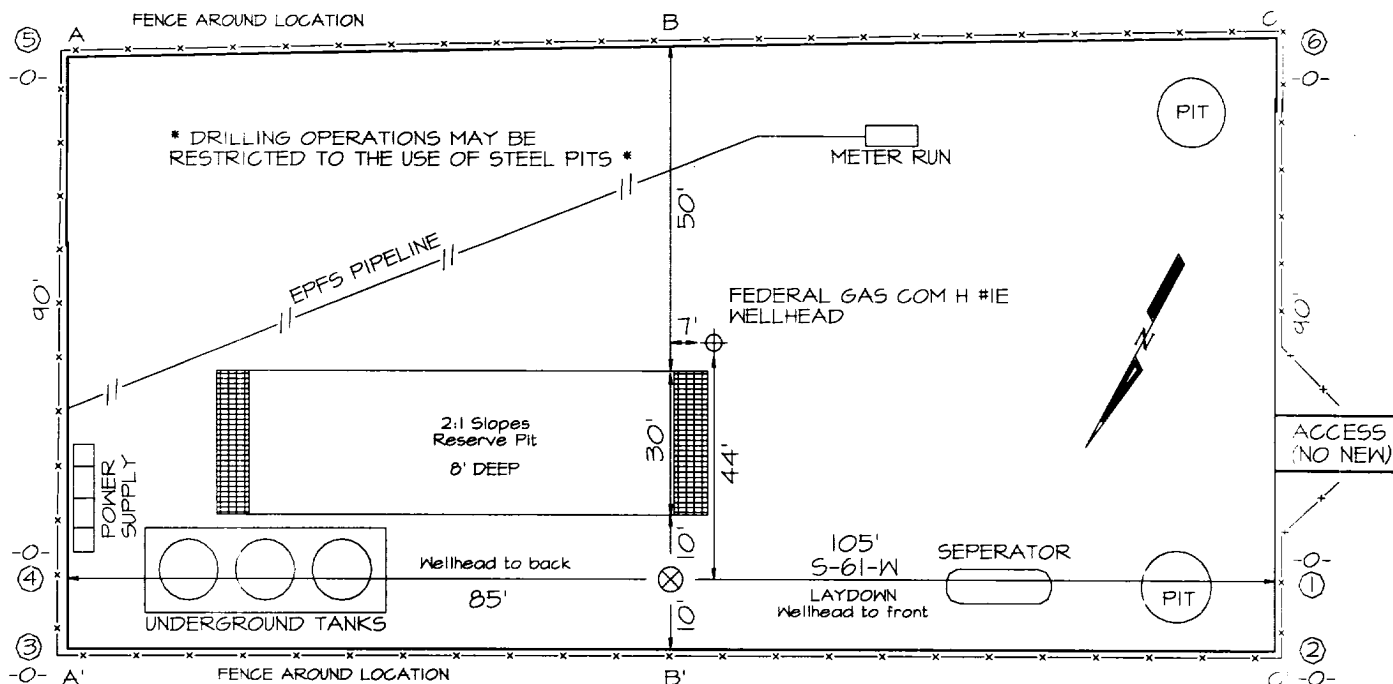 FENCE AROUND LOCATION
A
B
C
5
6
-0-
-0-
* DRILLING OPERATIONS MAY BE
RESTRICTED TO THE USE OF STEEL PITS *
PIT
METER RUN
50'
EPFS PIPELINE
90'
90'
FEDERAL GAS COM H #1E
WELLHEAD
7'
N
2:1 Slopes
Reserve Pit
8' DEEP
30'
44'
ACCESS
(NO NEW)
POWER
SUPPLY
-0-
4
Wellhead to back
85'
10'
10'
105'
S-61-W
LAYDOWN
Wellhead to front
SEPERATOR
PIT
-0-
1
UNDERGROUND TANKS
3
2
-0-
A'
FENCE AROUND LOCATION
B'
C'
-0-